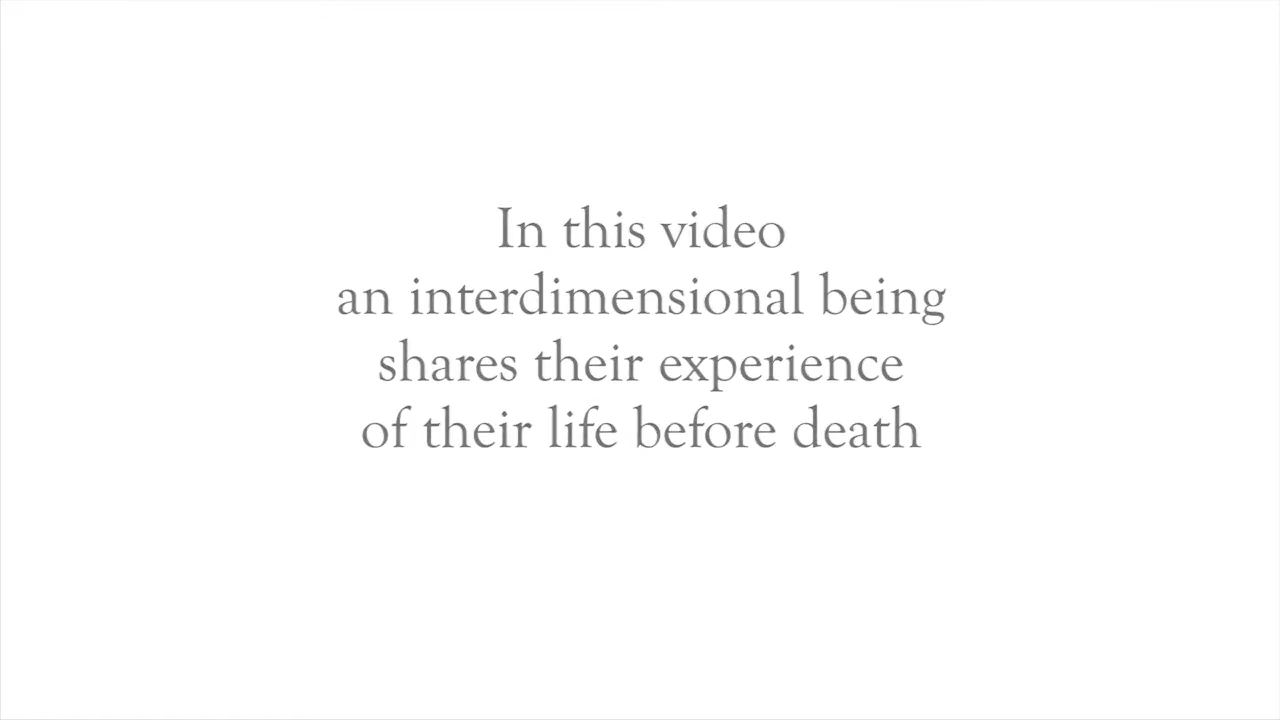 In this video
an interdimensional being
shares their experience
of their life before death